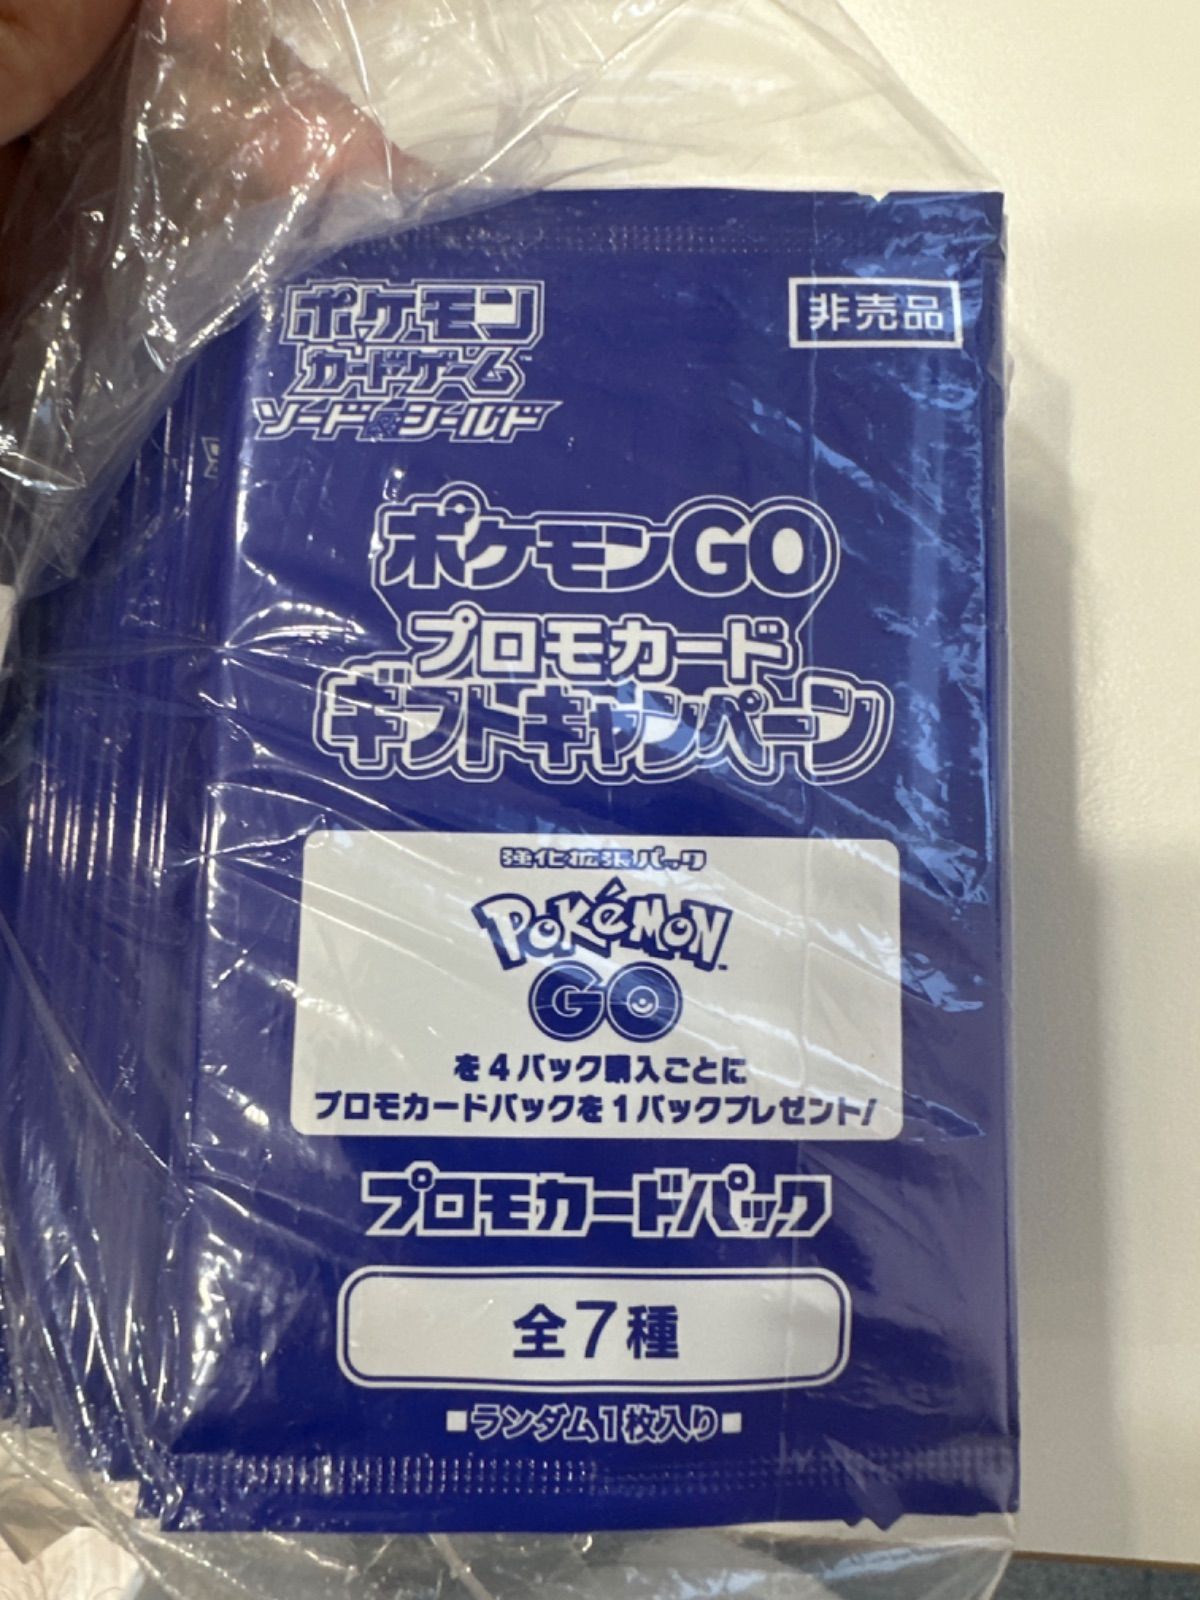 ポケモン
カードゲーム™
ソード&シールド
非売品
ポケモンGO
プロモカード
ギフトキャンペーン
強化拡張パック
POKéMON™
GO
を4パック購入ごとに
プロモカードパックを1パックプレゼント!
プロモカードパック
全7種
■ランダム1枚入り■